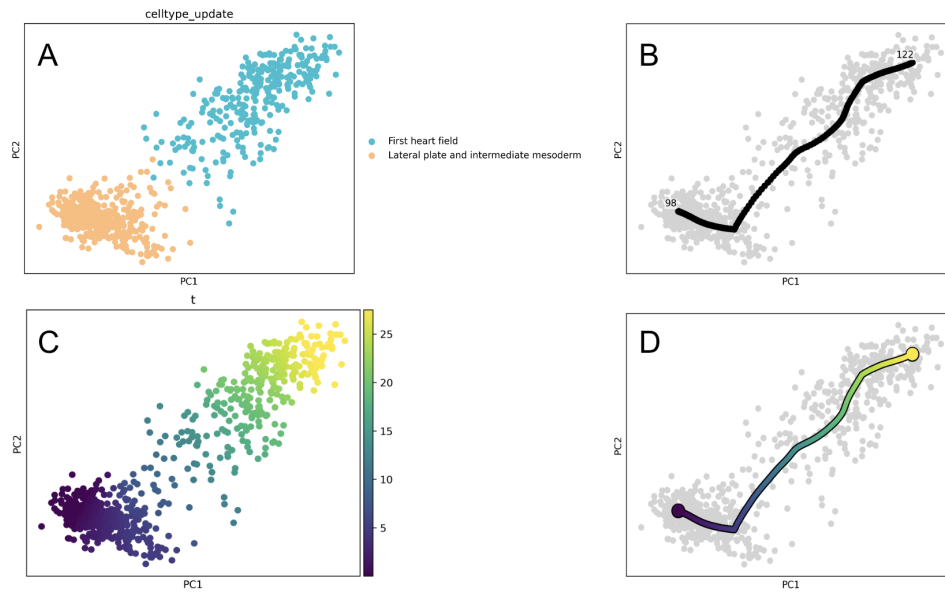 celltype_update
A
PC2
PC1
First heart field
Lateral plate and intermediate mesoderm
B
122
98
PC2
PC1
t
C
PC2
PC1
25
20
15
10
5
D
PC2
PC1